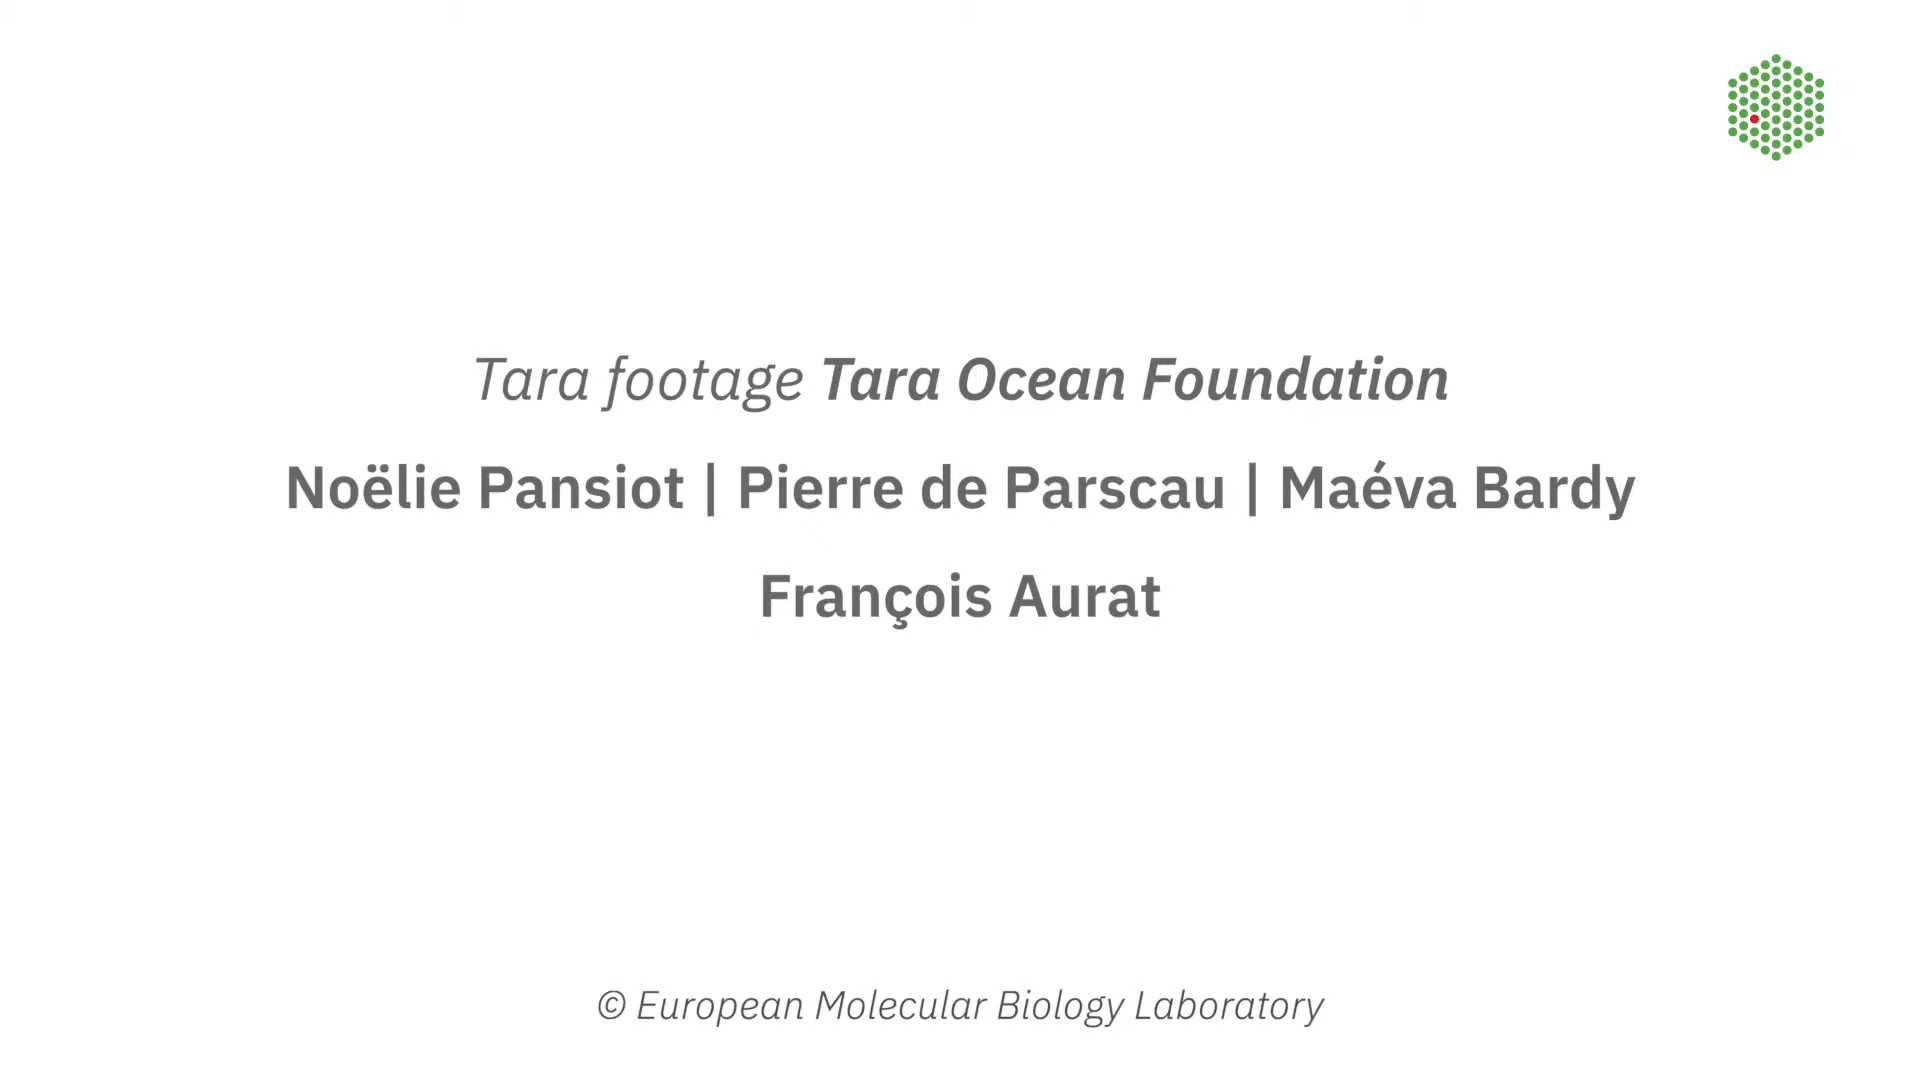 Tara footage Tara Ocean Foundation
Noëlie Pansiot | Pierre de Parscau | Maéva Bardy
François Aurat
© European Molecular Biology Laboratory